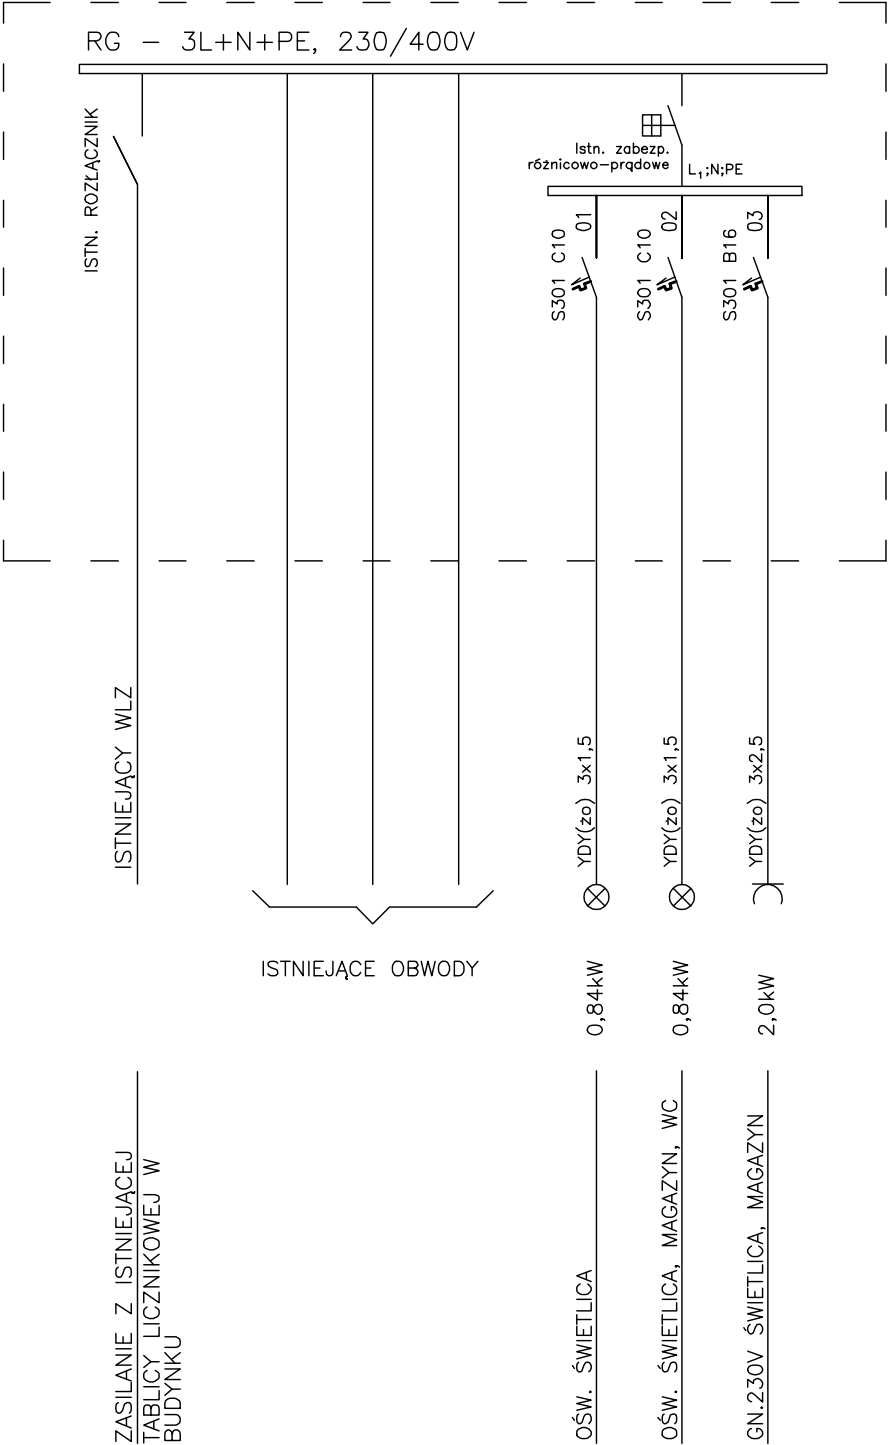 RG - 3L+N+PE, 230/400V
ISTN. ROZŁĄCZNIK
Istn. zabezp.
różnicowo-prądowe
L₁;N;PE
S301 C10
01
S301 C10
02
S301 B16
03
ISTNIEJĄCY WLZ
YDY(żo) 3x1,5
YDY(żo) 3x1,5
YDY(żo) 3x2,5
ISTNIEJĄCE OBWODY
0,84kW
0,84kW
2,0kW
ZASILANIE Z ISTNIEJĄCEJ
TABLICY LICZNIKOWEJ W
BUDYNKU
OŚW. ŚWIETLICA
OŚW. ŚWIETLICA, MAGAZYN, WC
GN.230V ŚWIETLICA, MAGAZYN